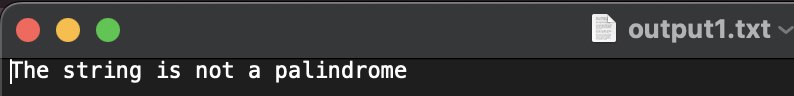 output1.txt
The string is not a palindrome